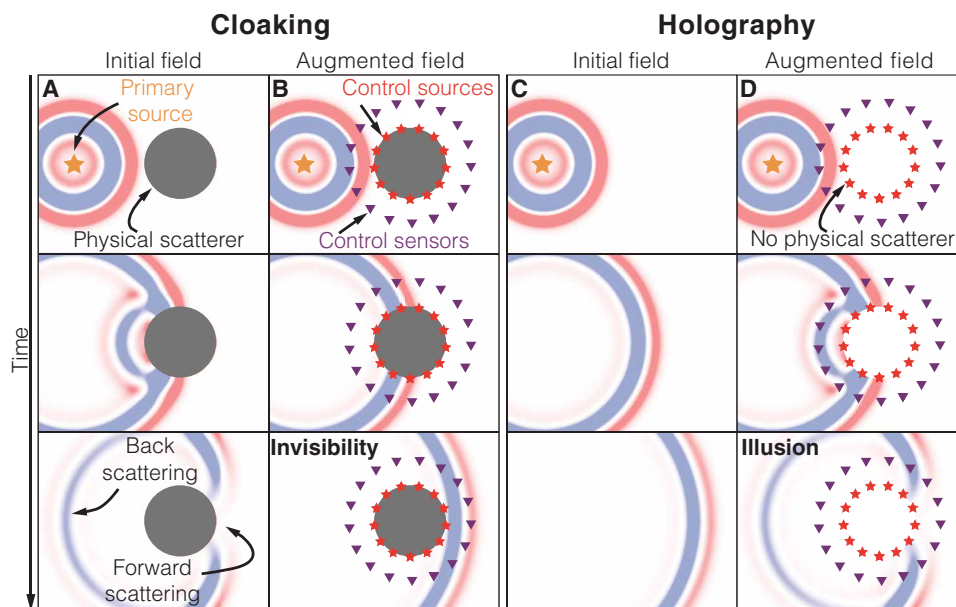 Cloaking
Holography
Initial field
Augmented field
Initial field
Augmented field
A
Primary
source
Physical scatterer
B
Control sources
Control sensors
C
D
No physical scatterer
Time
Back
scattering
Forward
scattering
Invisibility
Illusion